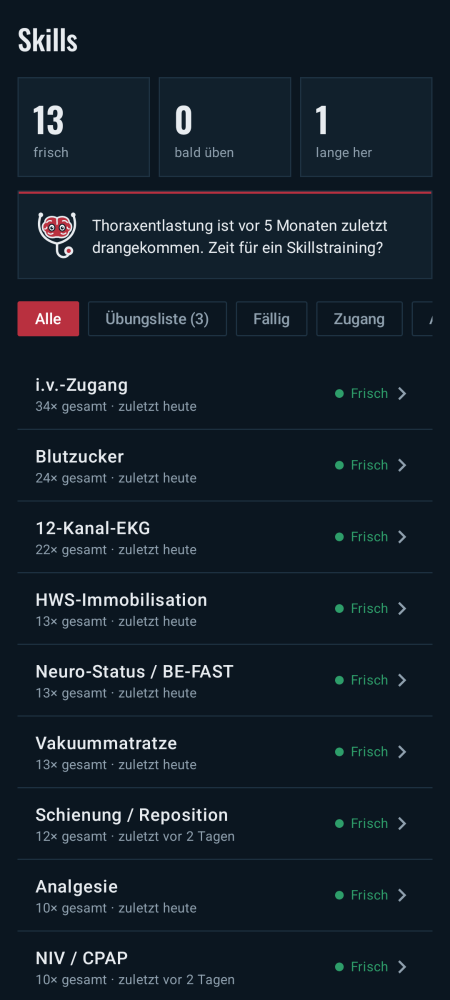 Skills
13
frisch
0
bald üben
1
lange her
Thoraxentlastung ist vor 5 Monaten zuletzt
drangekommen. Zeit für ein Skillstraining?
Alle
Übungsliste (3)
Fällig
Zugang
i.v.-Zugang
34× gesamt · zuletzt heute
Frisch
Blutzucker
24× gesamt · zuletzt heute
Frisch
12-Kanal-EKG
22× gesamt · zuletzt heute
Frisch
HWS-Immobilisation
13× gesamt · zuletzt heute
Frisch
Neuro-Status / BE-FAST
13× gesamt · zuletzt heute
Frisch
Vakuummatratze
13× gesamt · zuletzt heute
Frisch
Schienung / Reposition
12× gesamt · zuletzt vor 2 Tagen
Frisch
Analgesie
10× gesamt · zuletzt heute
Frisch
NIV / CPAP
10× gesamt · zuletzt vor 2 Tagen
Frisch